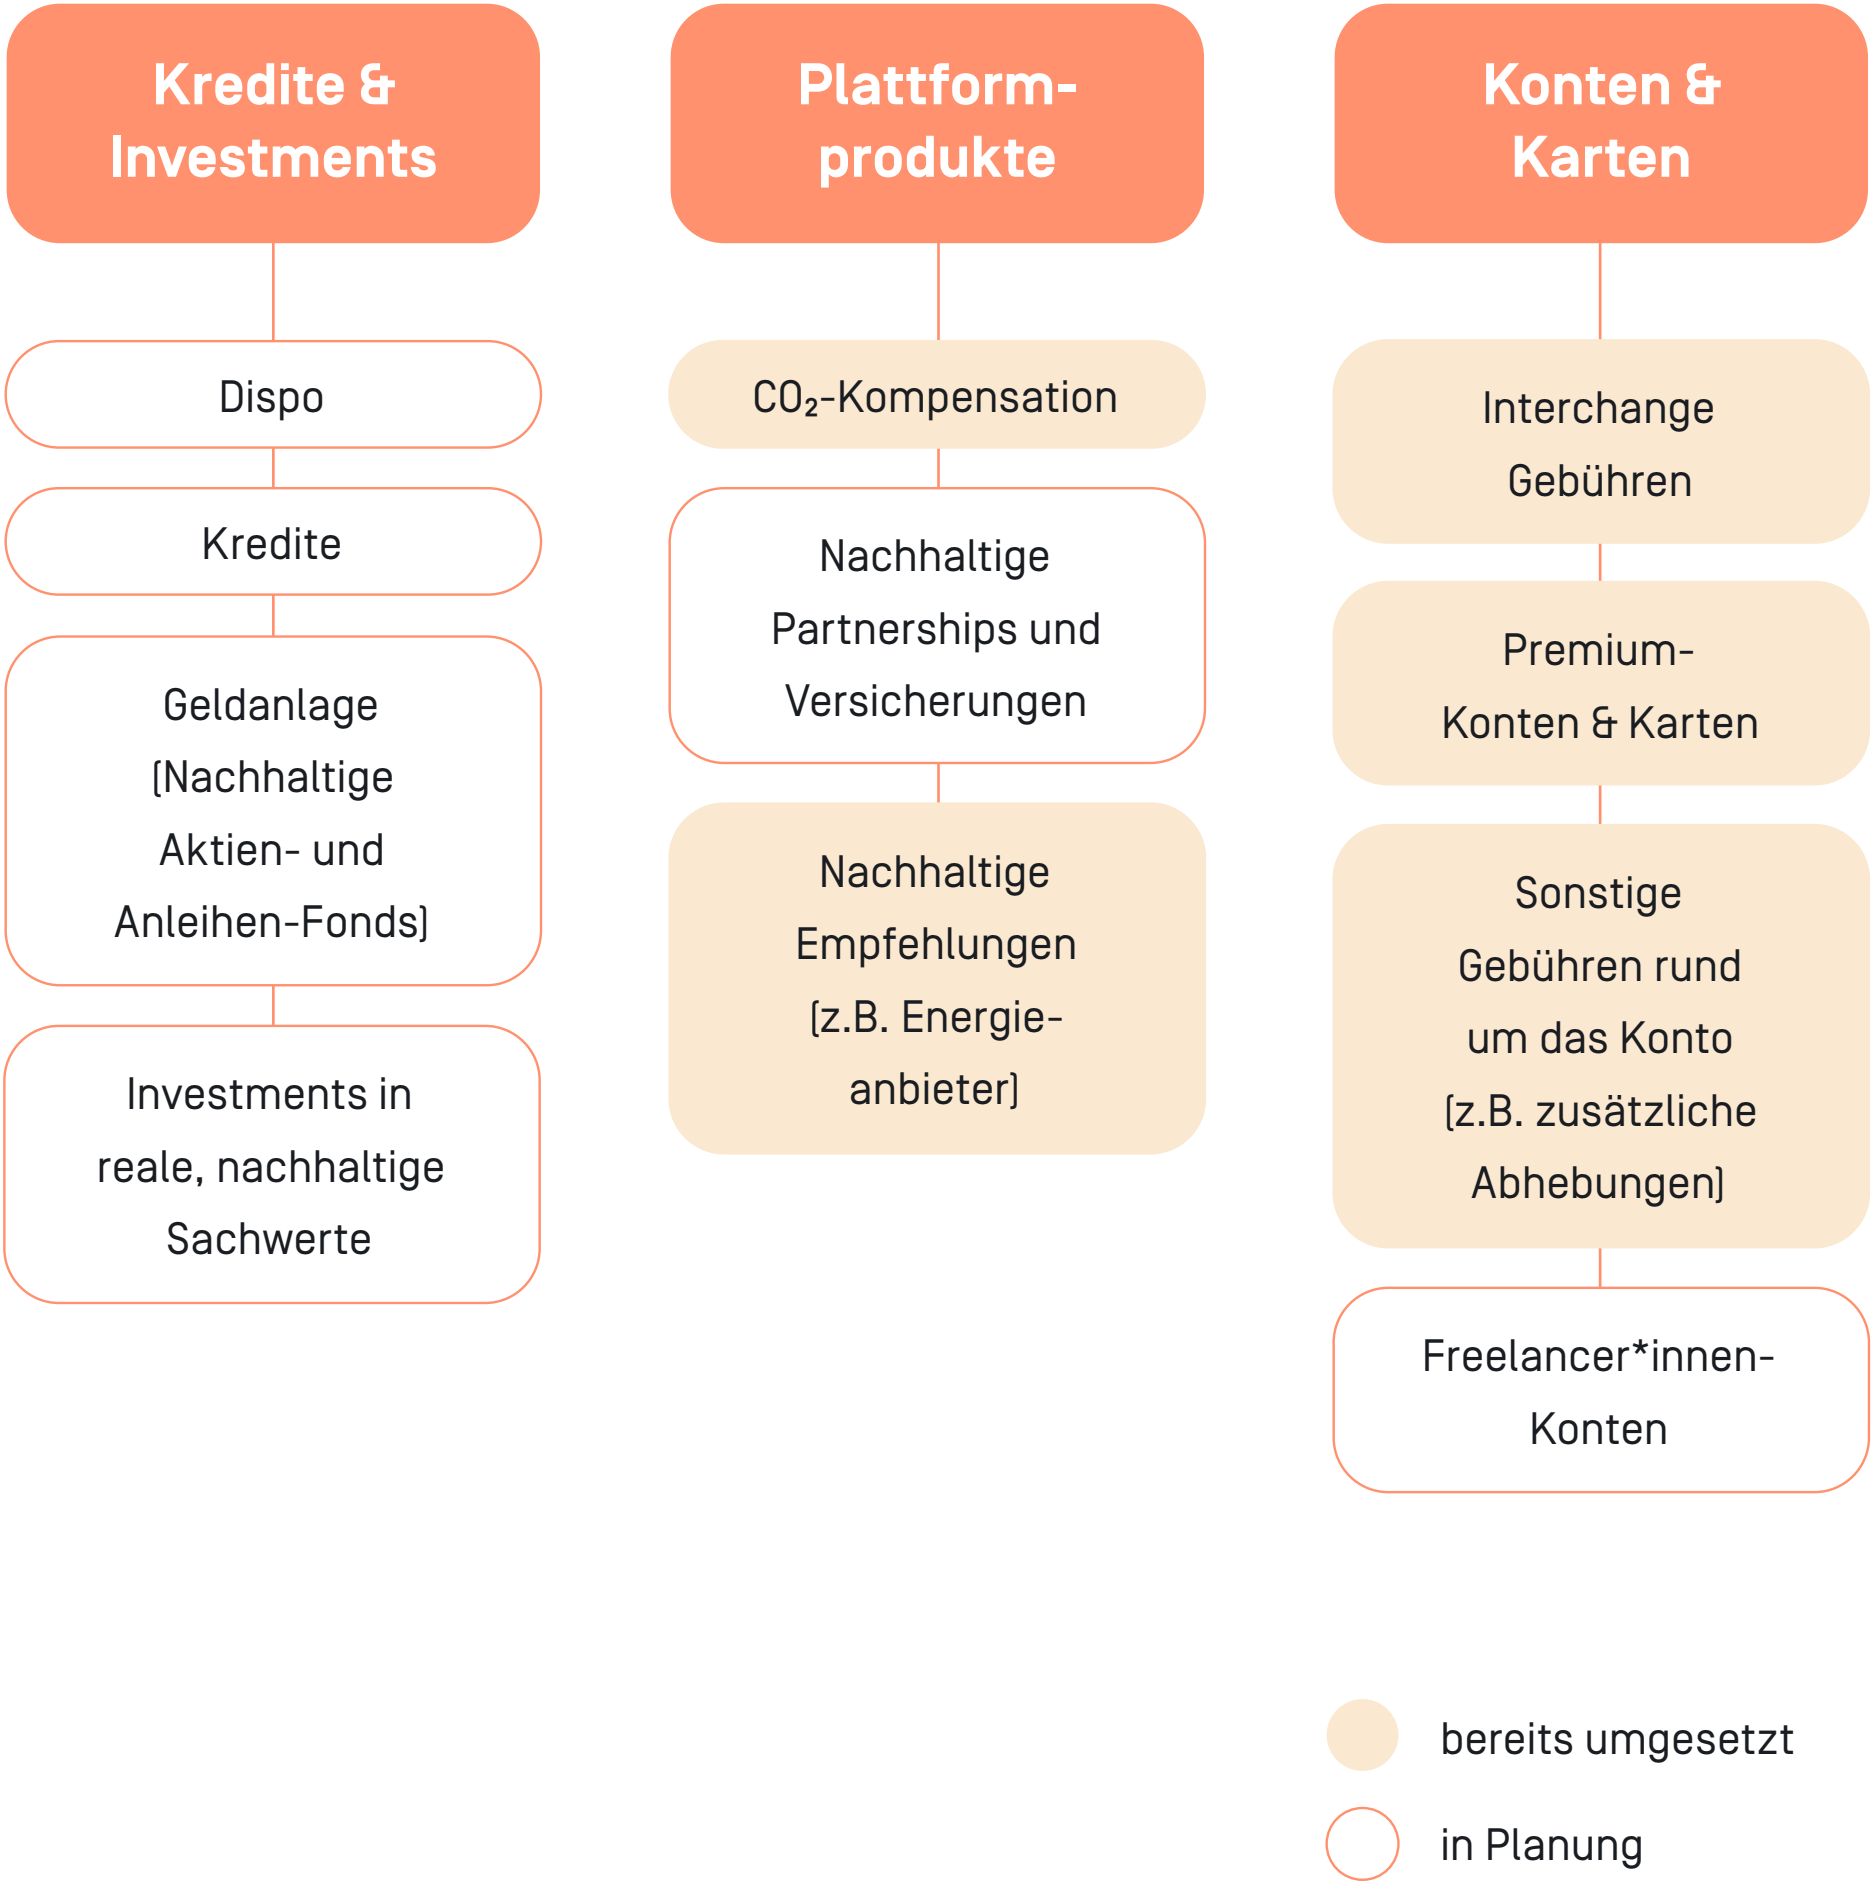 Kredite &
Investments
Dispo
Kredite
Geldanlage
(Nachhaltige
Aktien- und
Anleihen-Fonds)
Investments in
reale, nachhaltige
Sachwerte
Plattform-
produkte
CO₂-Kompensation
Nachhaltige
Partnerships und
Versicherungen
Nachhaltige
Empfehlungen
(z.B. Energie-
anbieter)
Konten &
Karten
Interchange
Gebühren
Premium-
Konten & Karten
Sonstige
Gebühren rund
um das Konto
(z.B. zusätzliche
Abhebungen)
Freelancer*innen-
Konten
bereits umgesetzt
in Planung